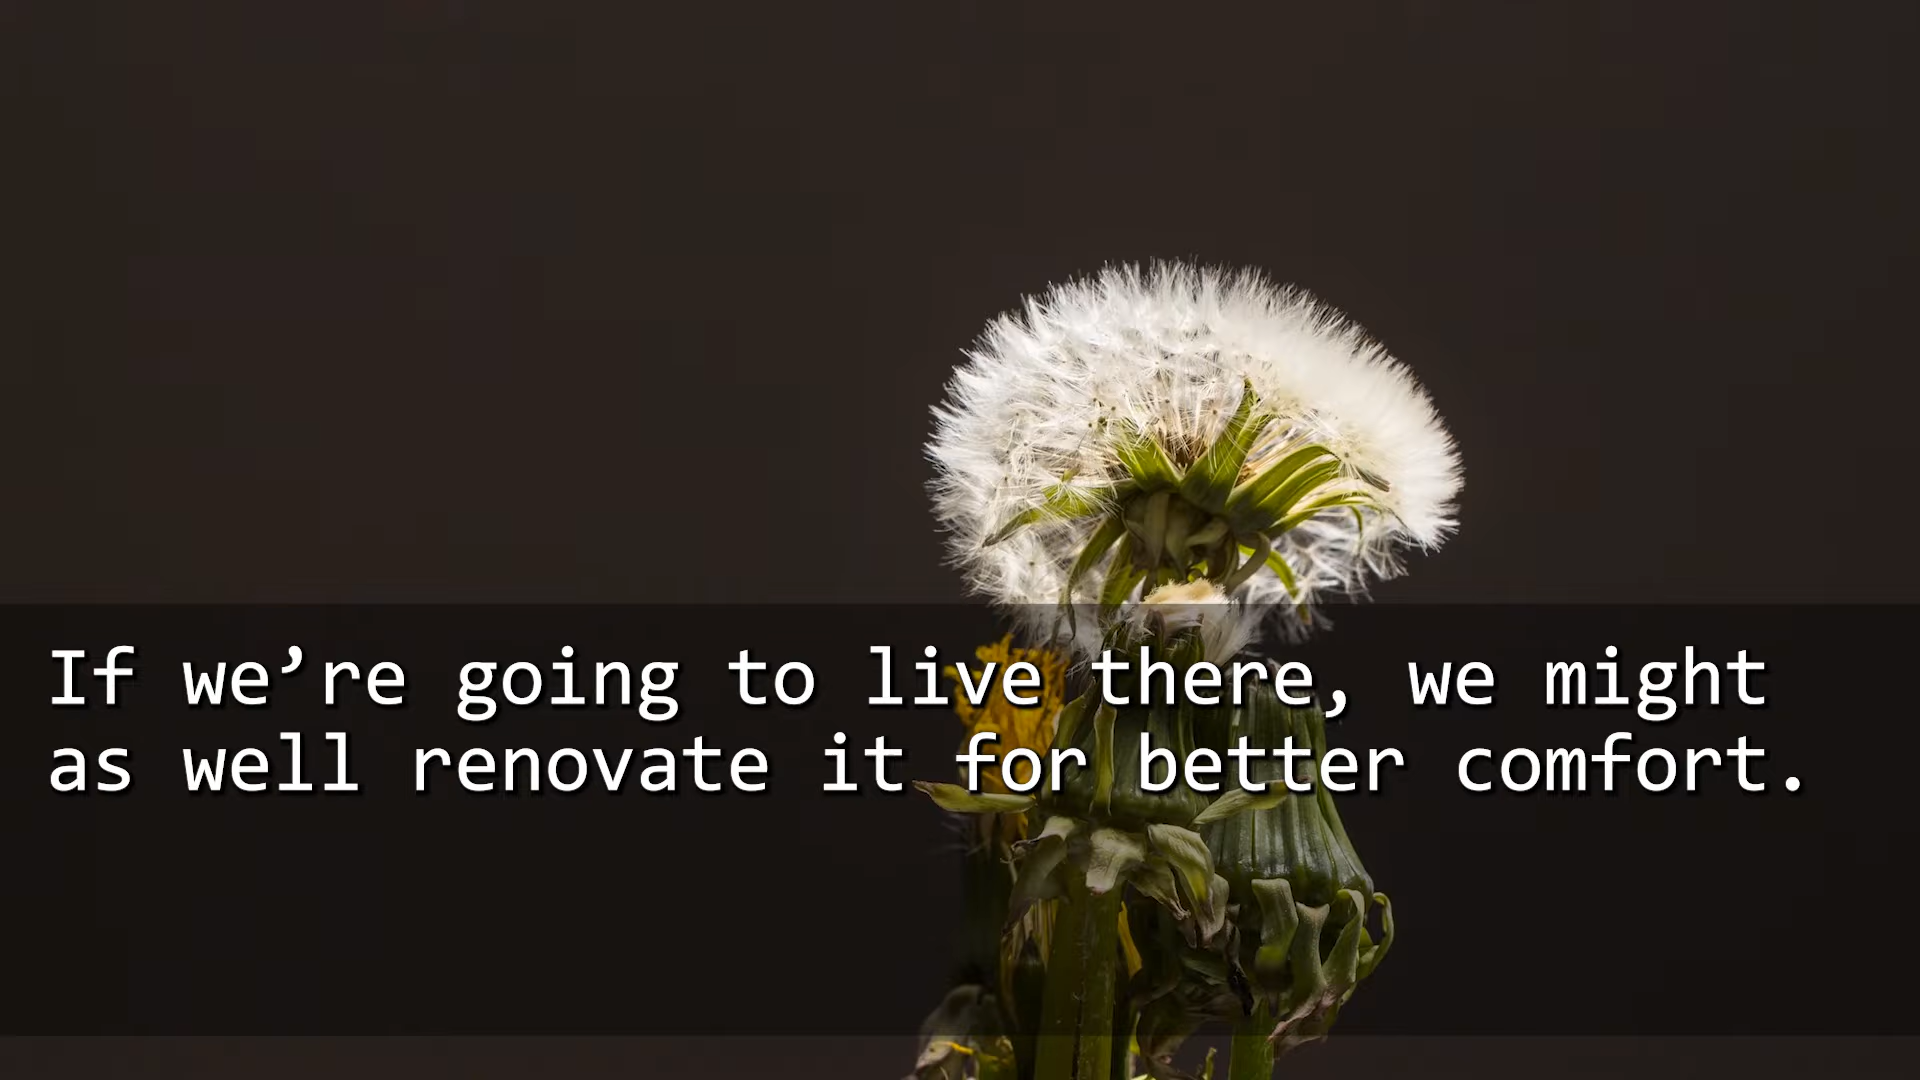 If we’re going to live there, we might
as well renovate it for better comfort.